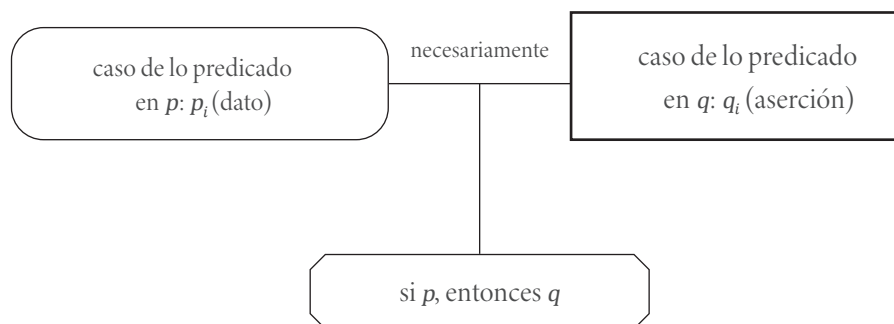 caso de lo predicado
en p: pᵢ (dato)
necesariamente
caso de lo predicado
en q: qᵢ (aserción)
si p, entonces q